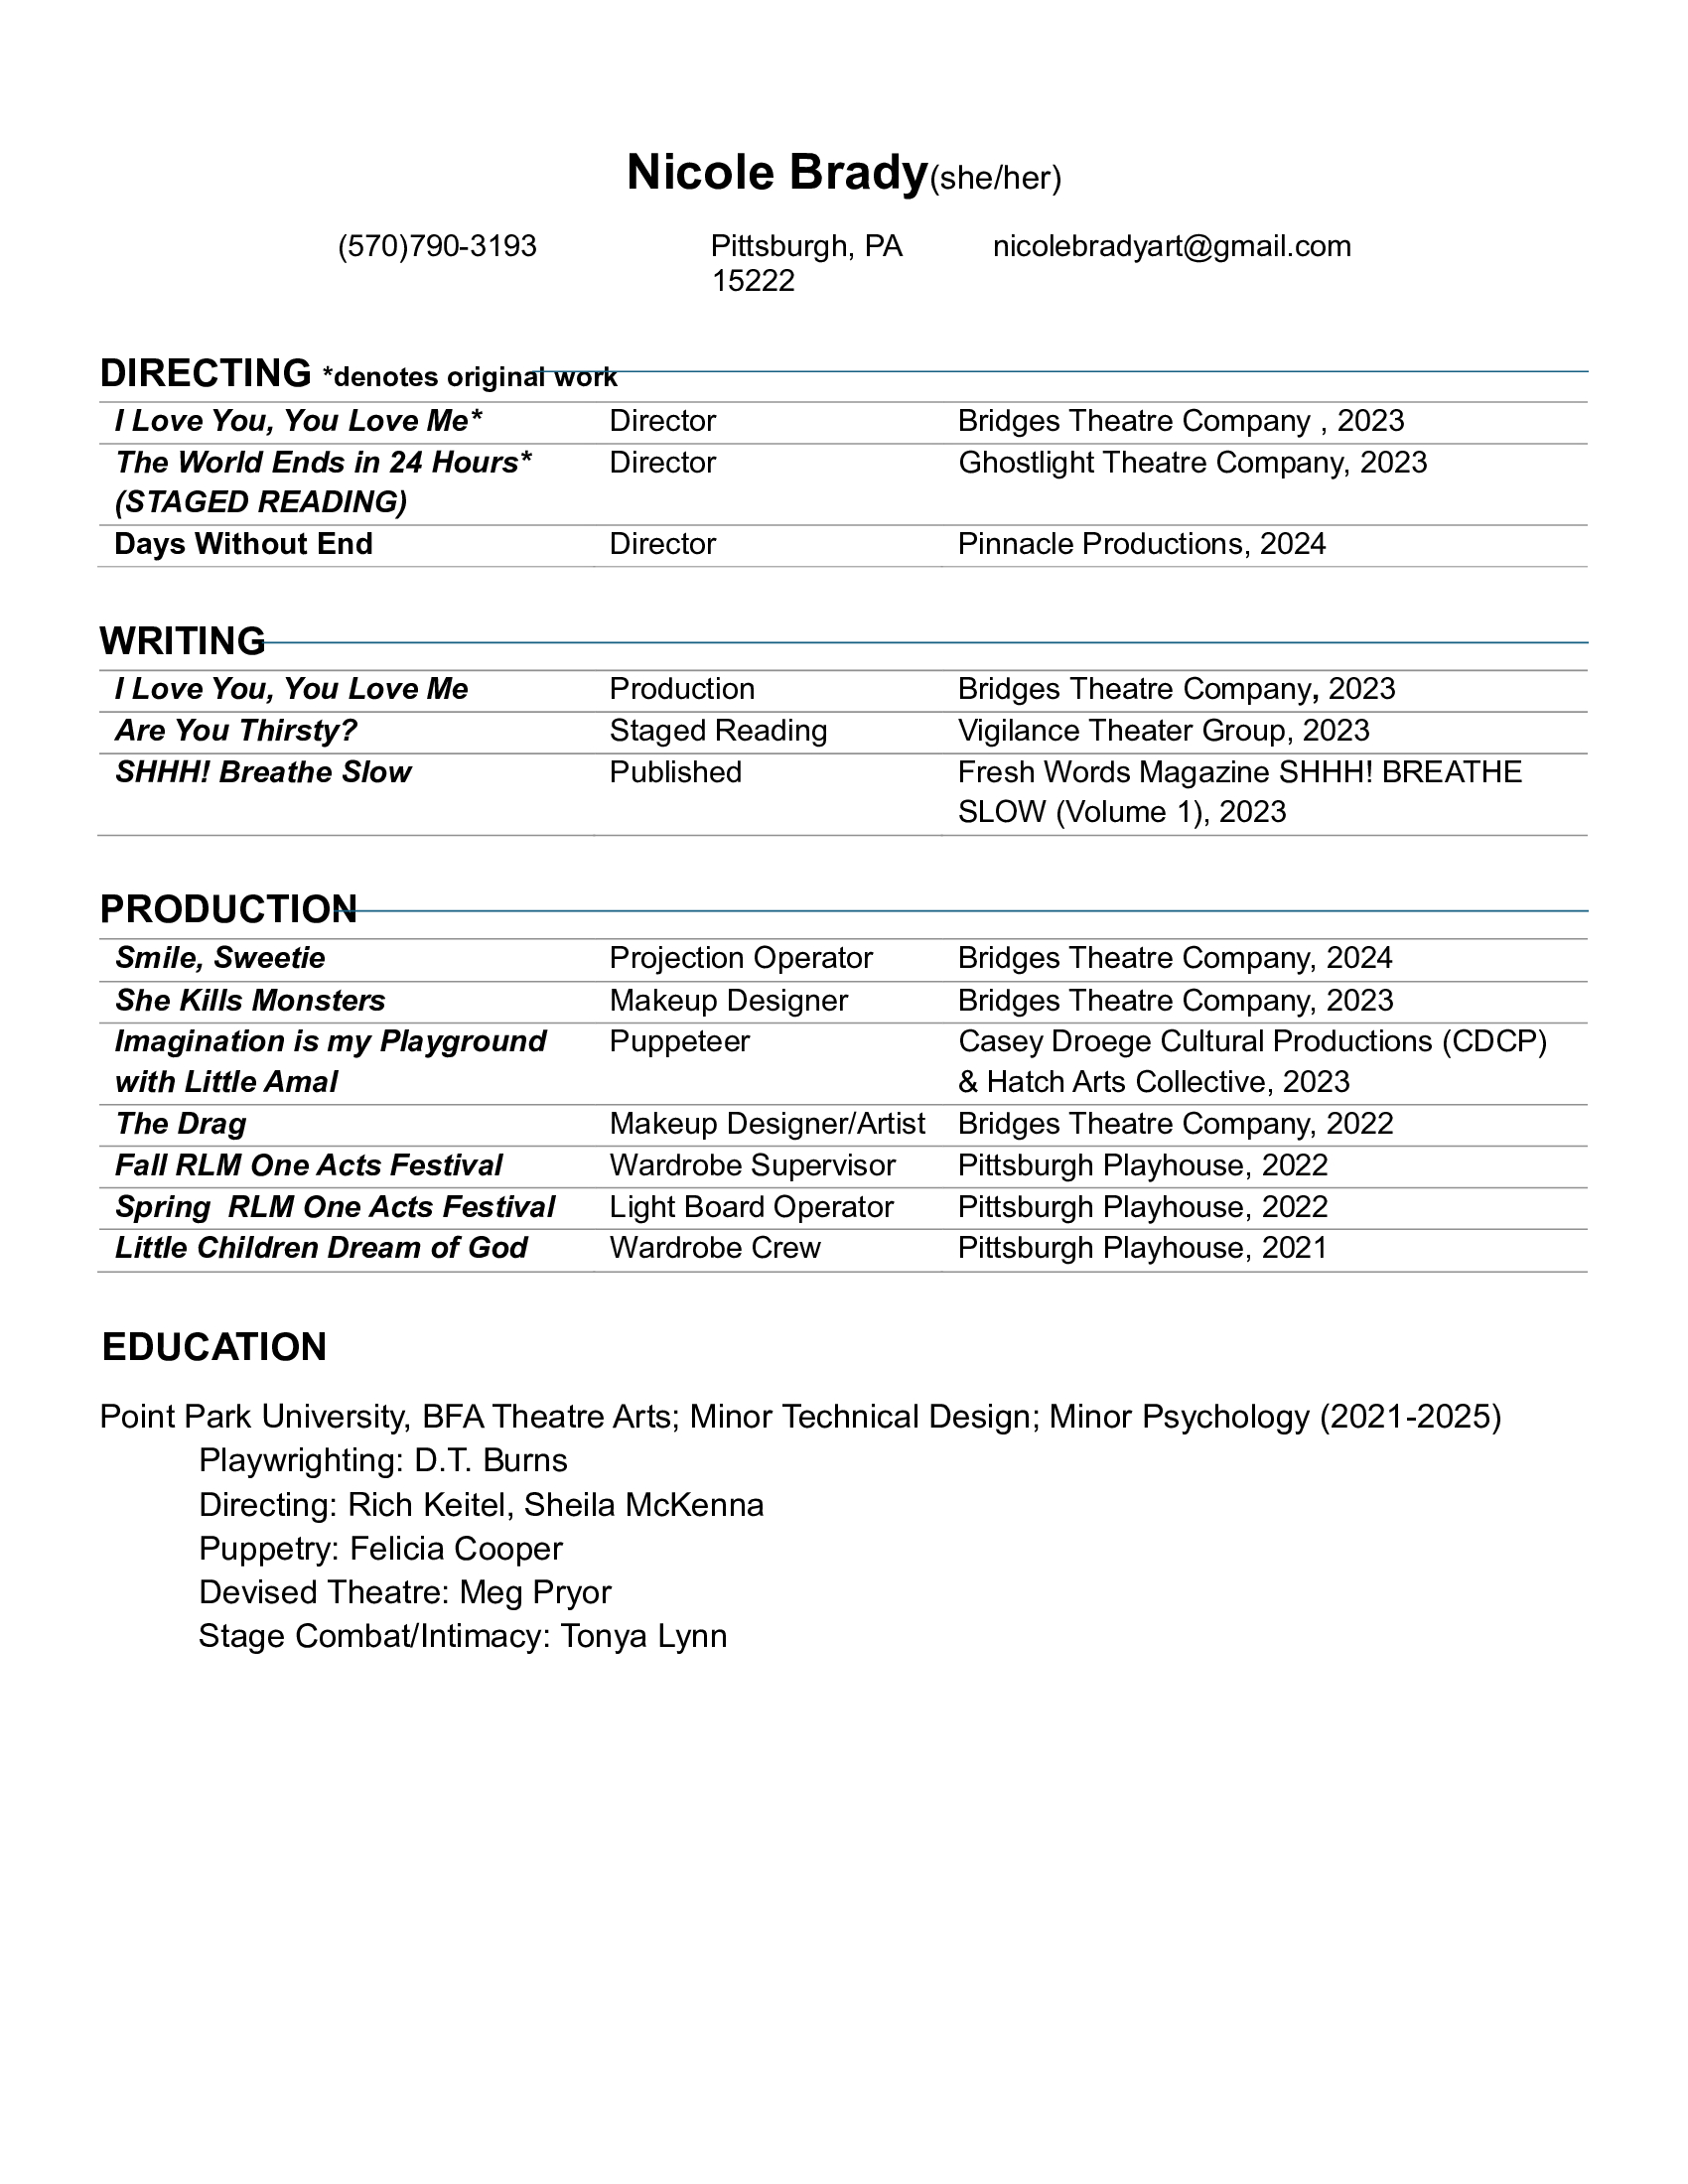 Nicole Brady(she/her)
(570)790-3193 Pittsburgh, PA nicolebradyart@gmail.com
15222
DIRECTING *denotes original work
I Love You, You Love Me* Director Bridges Theatre Company , 2023
The World Ends in 24 Hours* Director Ghostlight Theatre Company, 2023
(STAGED READING)
Days Without End Director Pinnacle Productions, 2024
WRITING
I Love You, You Love Me Production Bridges Theatre Company, 2023
Are You Thirsty? Staged Reading Vigilance Theater Group, 2023
SHHH! Breathe Slow Published Fresh Words Magazine SHHH! BREATHE
SLOW (Volume 1), 2023
PRODUCTION
Smile, Sweetie Projection Operator Bridges Theatre Company, 2024
She Kills Monsters Makeup Designer Bridges Theatre Company, 2023
Imagination is my Playground Puppeteer Casey Droege Cultural Productions (CDCP)
with Little Amal & Hatch Arts Collective, 2023
The Drag Makeup Designer/Artist Bridges Theatre Company, 2022
Fall RLM One Acts Festival Wardrobe Supervisor Pittsburgh Playhouse, 2022
Spring  RLM One Acts Festival Light Board Operator Pittsburgh Playhouse, 2022
Little Children Dream of God Wardrobe Crew Pittsburgh Playhouse, 2021
EDUCATION
Point Park University, BFA Theatre Arts; Minor Technical Design; Minor Psychology (2021-2025)
Playwrighting: D.T. Burns
Directing: Rich Keitel, Sheila McKenna
Puppetry: Felicia Cooper
Devised Theatre: Meg Pryor
Stage Combat/Intimacy: Tonya Lynn